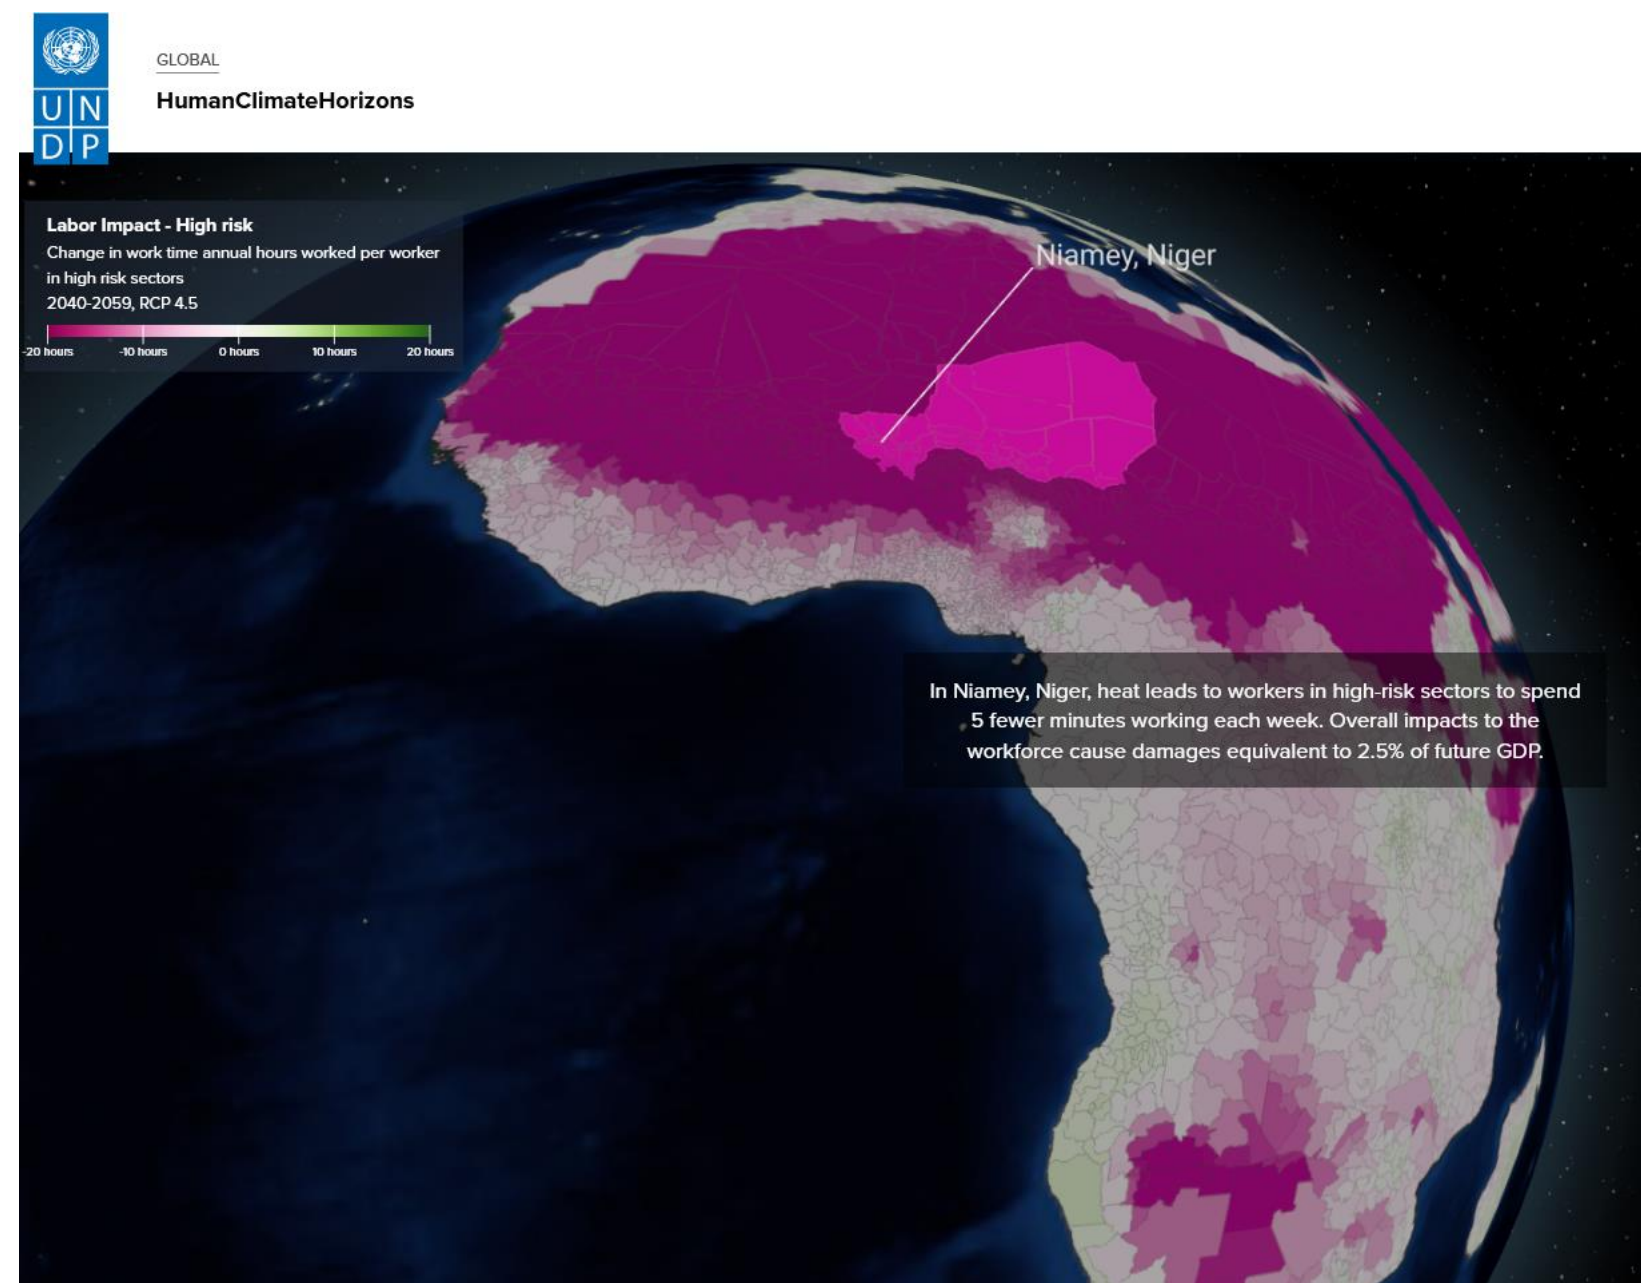 UN
DP
GLOBAL
HumanClimateHorizons
Labor Impact - High risk
Change in work time annual hours worked per worker
in high risk sectors
2040-2059, RCP 4.5
-20 hours -10 hours 0 hours 10 hours 20 hours
Niamey, Niger
In Niamey, Niger, heat leads to workers in high-risk sectors to spend
5 fewer minutes working each week. Overall impacts to the
workforce cause damages equivalent to 2.5% of future GDP.